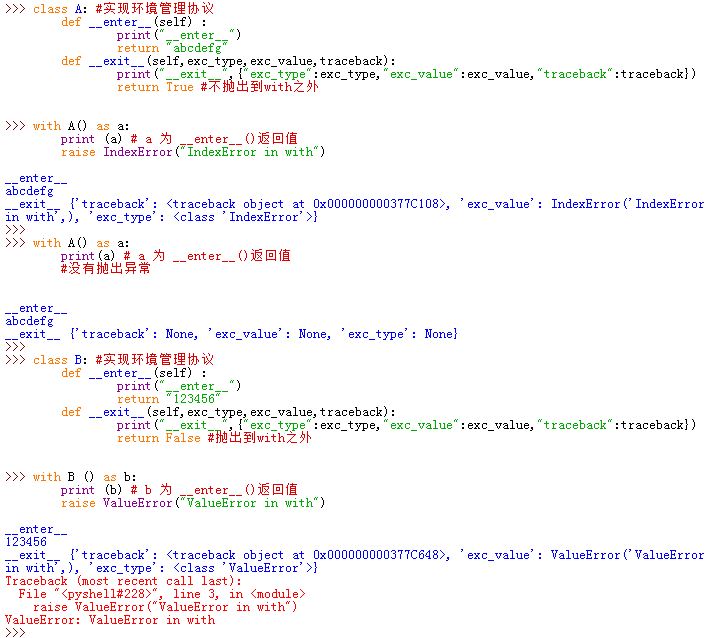 >>> class A: #实现环境管理协议
        def __enter__(self) :
                print("__enter__")
                return "abcdefg"
        def __exit__(self,exc_type,exc_value,traceback):
                print("__exit__",{"exc_type":exc_type,"exc_value":exc_value,"traceback":traceback})
                return True #不抛出到with之外
>>> with A() as a:
        print (a) # a 为 __enter__()返回值
        raise IndexError("IndexError in with")
__enter__
abcdefg
__exit__ {'traceback': <traceback object at 0x000000000377C108>, 'exc_value': IndexError('IndexError
in with',), 'exc_type': <class 'IndexError'>}
>>>
>>> with A() as a:
        print(a) # a 为 __enter__()返回值
        #没有抛出异常
__enter__
abcdefg
__exit__ {'traceback': None, 'exc_value': None, 'exc_type': None}
>>>
>>> class B: #实现环境管理协议
        def __enter__(self) :
                print("__enter__")
                return "123456"
        def __exit__(self,exc_type,exc_value,traceback):
                print("__exit__",{"exc_type":exc_type,"exc_value":exc_value,"traceback":traceback})
                return False #抛出到with之外
>>> with B () as b:
        print (b) # b 为 __enter__()返回值
        raise ValueError("ValueError in with")
__enter__
123456
__exit__ {'traceback': <traceback object at 0x000000000377C648>, 'exc_value': ValueError('ValueError
in with',), 'exc_type': <class 'ValueError'>}
Traceback (most recent call last):
  File "<pyshell#228>", line 3, in <module>
    raise ValueError("ValueError in with")
ValueError: ValueError in with
>>>